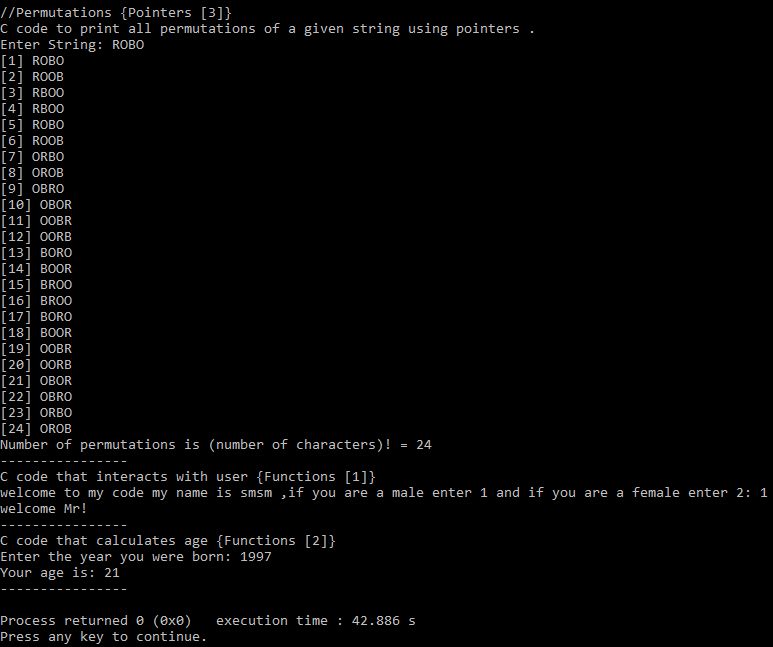 //Permutations {Pointers [3]}
C code to print all permutations of a given string using pointers .
Enter String: ROBO
[1] ROBO
[2] ROOB
[3] RBOO
[4] RBOO
[5] ROBO
[6] ROOB
[7] ORBO
[8] OROB
[9] OBRO
[10] OBOR
[11] OOBR
[12] OORB
[13] BORO
[14] BOOR
[15] BROO
[16] BROO
[17] BORO
[18] BOOR
[19] OOBR
[20] OORB
[21] OBOR
[22] OBRO
[23] ORBO
[24] OROB
Number of permutations is (number of characters)! = 24
----------------
C code that interacts with user {Functions [1]}
welcome to my code my name is smsm ,if you are a male enter 1 and if you are a female enter 2: 1
welcome Mr!
----------------
C code that calculates age {Functions [2]}
Enter the year you were born: 1997
Your age is: 21
----------------
Process returned 0 (0x0)   execution time : 42.886 s
Press any key to continue.